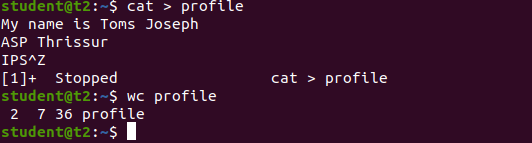 student@t2:~$ cat > profile
My name is Toms Joseph
ASP Thrissur
IPS^Z
[1]+  Stopped                 cat > profile
student@t2:~$ wc profile
 2  7 36 profile
student@t2:~$